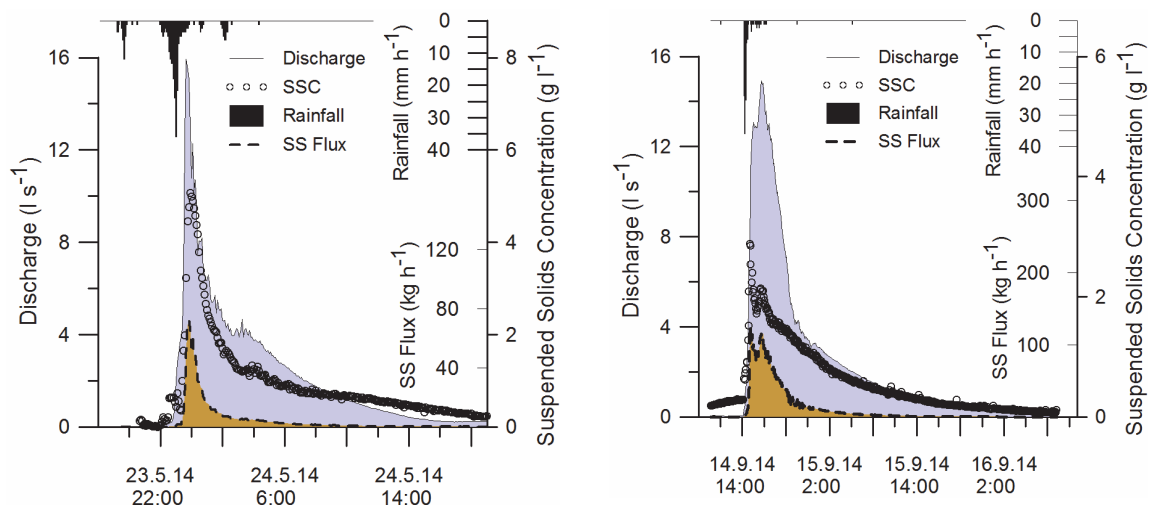 0
10
20
30
40
Rainfall (mm h⁻¹)
16
12
8
4
0
Discharge (l s⁻¹)
Discharge
SSC
Rainfall
SS Flux
120
80
40
0
SS Flux (kg h⁻¹)
8
6
4
2
0
Suspended Solids Concentration (g l⁻¹)
23.5.14 24.5.14 24.5.14
22:00 6:00 14:00
0
10
20
30
40
Rainfall (mm h⁻¹)
16
12
8
4
0
Discharge (l s⁻¹)
Discharge
SSC
Rainfall
SS Flux
300
200
100
0
SS Flux (kg h⁻¹)
6
4
2
0
Suspended Solids Concentration (g l⁻¹)
14.9.14 15.9.14 15.9.14 16.9.14
14:00 2:00 14:00 2:00